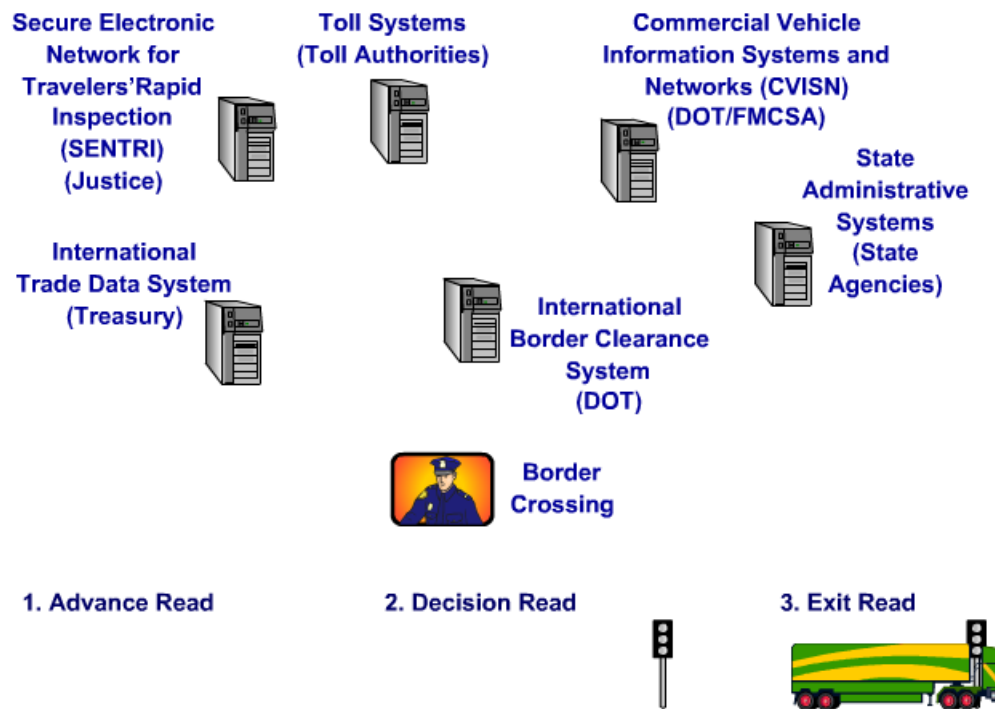 Secure Electronic
Network for
Travelers'Rapid
Inspection
(SENTRI)
(Justice)
Toll Systems
(Toll Authorities)
Commercial Vehicle
Information Systems and
Networks (CVISN)
(DOT/FMCSA)
State
Administrative
Systems
(State
Agencies)
International
Trade Data System
(Treasury)
International
Border Clearance
System
(DOT)
Border
Crossing
1. Advance Read
2. Decision Read
3. Exit Read